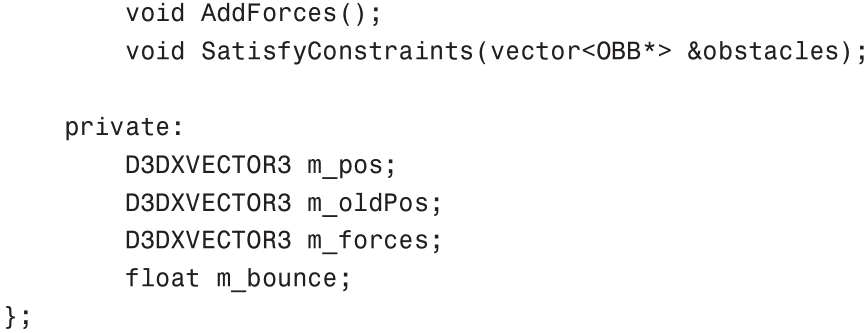 void AddForces();
void SatisfyConstraints(vector<OBB*> &obstacles);
private:
D3DXVECTOR3 m_pos;
D3DXVECTOR3 m_oldPos;
D3DXVECTOR3 m_forces;
float m_bounce;
};